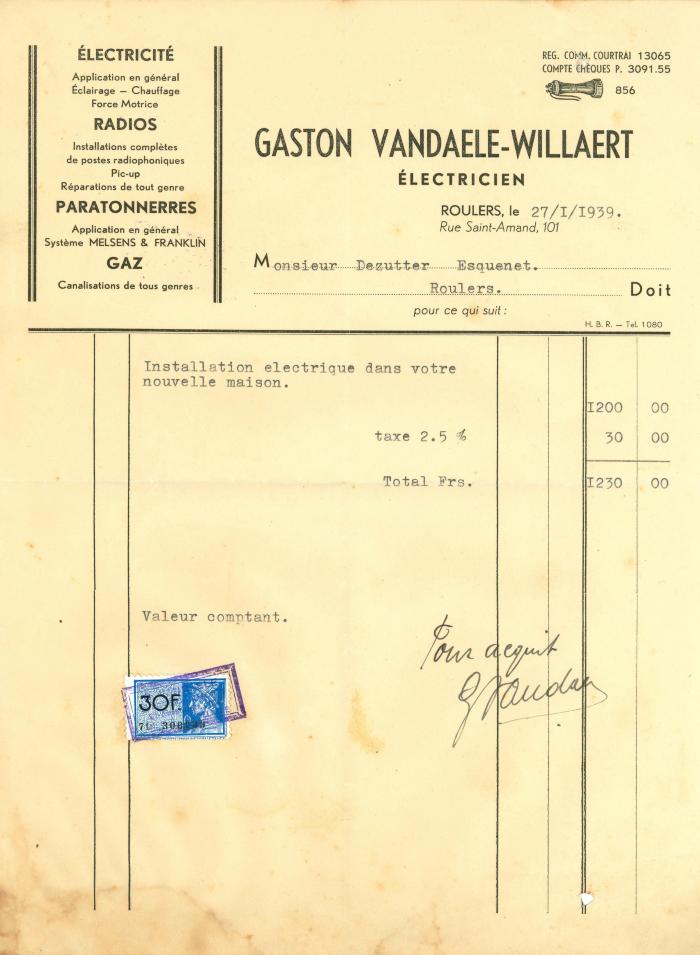 ÉLECTRICITÉ
Application en général
Éclairage — Chauffage
Force Motrice
RADIOS
Installations complètes
de postes radiophoniques
Pic-up
Réparations de tout genre
PARATONNERRES
Application en général
Système MELSENS & FRANKLIN
GAZ
Canalisations de tous genres
REG. COMM. COURTRAI 13065
COMPTE CHÈQUES P. 3091.55
856
GASTON VANDAELE-WILLAERT
ÉLECTRICIEN
ROULERS, le 27/I/I939.
Rue Saint-Amand, 101
Monsieur Dezutter Esquenet.
Roulers. Doit
pour ce qui suit :
H. B. R. — Tel. 1080
Installation electrique dans votre
nouvelle maison.
I200 00
taxe 2.5 % 30 00
Total Frs. I230 00
Valeur comptant.
Pour acquit
30F.